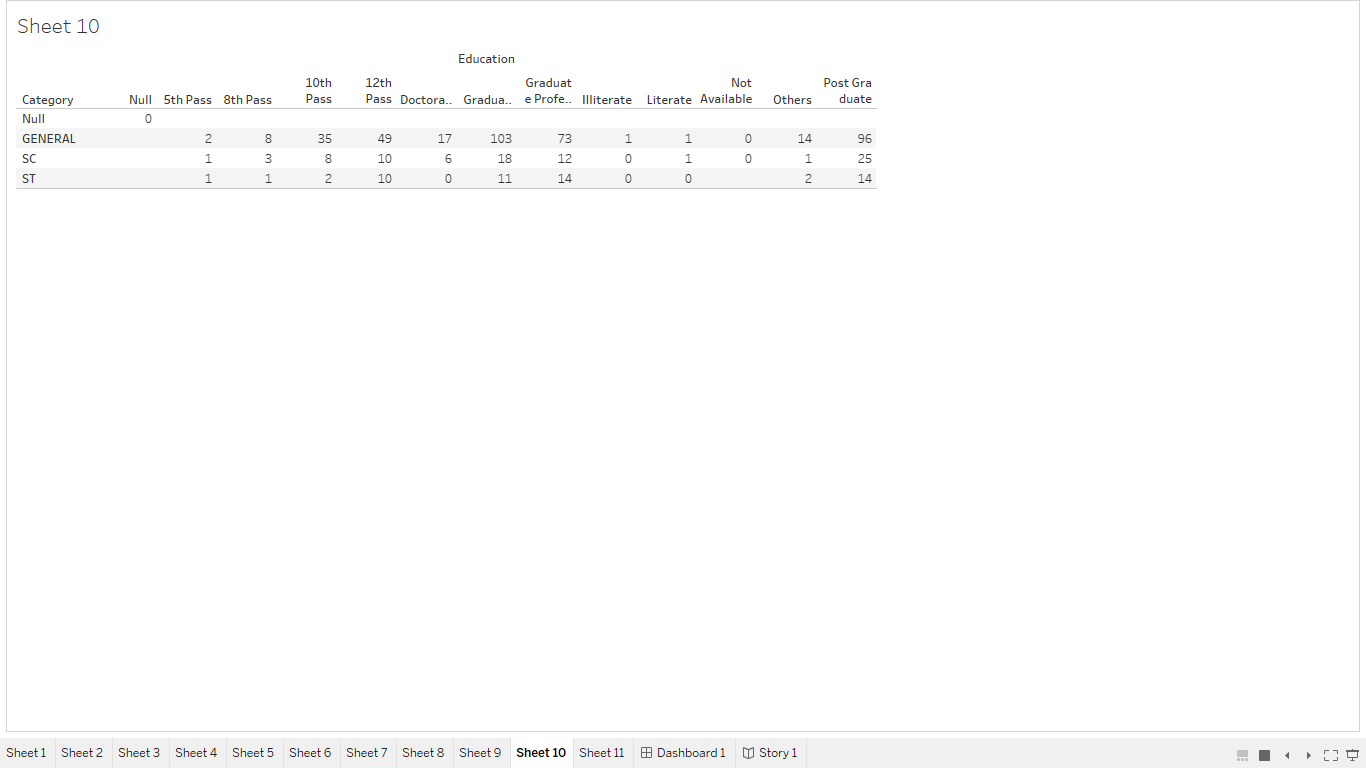 Sheet 10
Education
Category Null 5th Pass 8th Pass 10th Pass 12th Pass Doctora.. Gradua.. Graduat e Profe.. Illiterate Literate Not Available Others Post Gra duate
Null 0
GENERAL 2 8 35 49 17 103 73 1 1 0 14 96
SC 1 3 8 10 6 18 12 0 1 0 1 25
ST 1 1 2 10 0 11 14 0 0 2 14
Sheet 1 Sheet 2 Sheet 3 Sheet 4 Sheet 5 Sheet 6 Sheet 7 Sheet 8 Sheet 9 Sheet 10 Sheet 11 Dashboard 1 Story 1